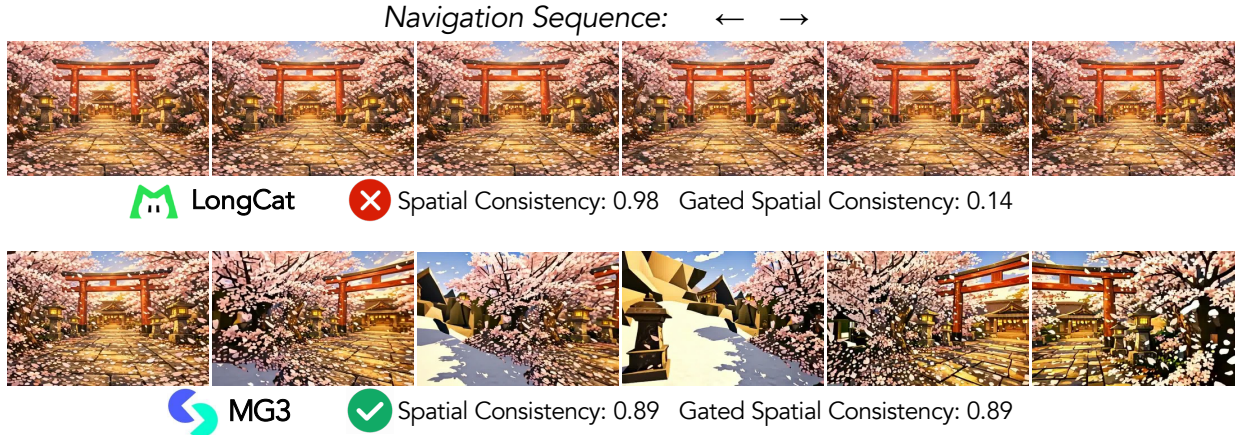 Navigation Sequence: ← →
LongCat Spatial Consistency: 0.98 Gated Spatial Consistency: 0.14
MG3 Spatial Consistency: 0.89 Gated Spatial Consistency: 0.89